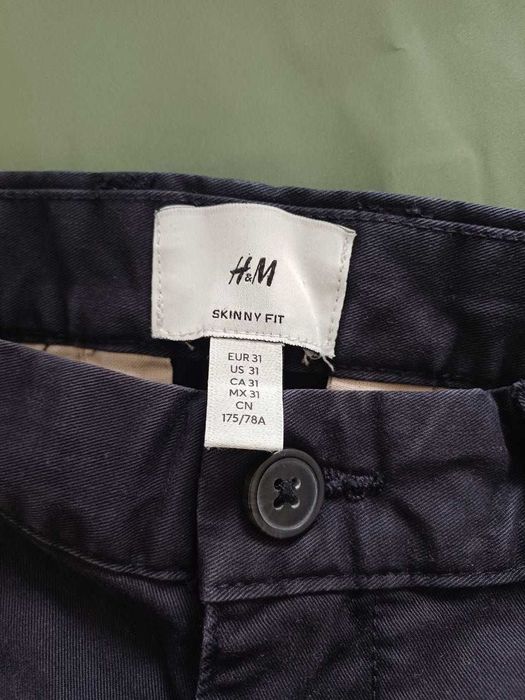 H&M
SKINNY FIT
EUR 31
US 31
CA 31
MX 31
CN
175/78A